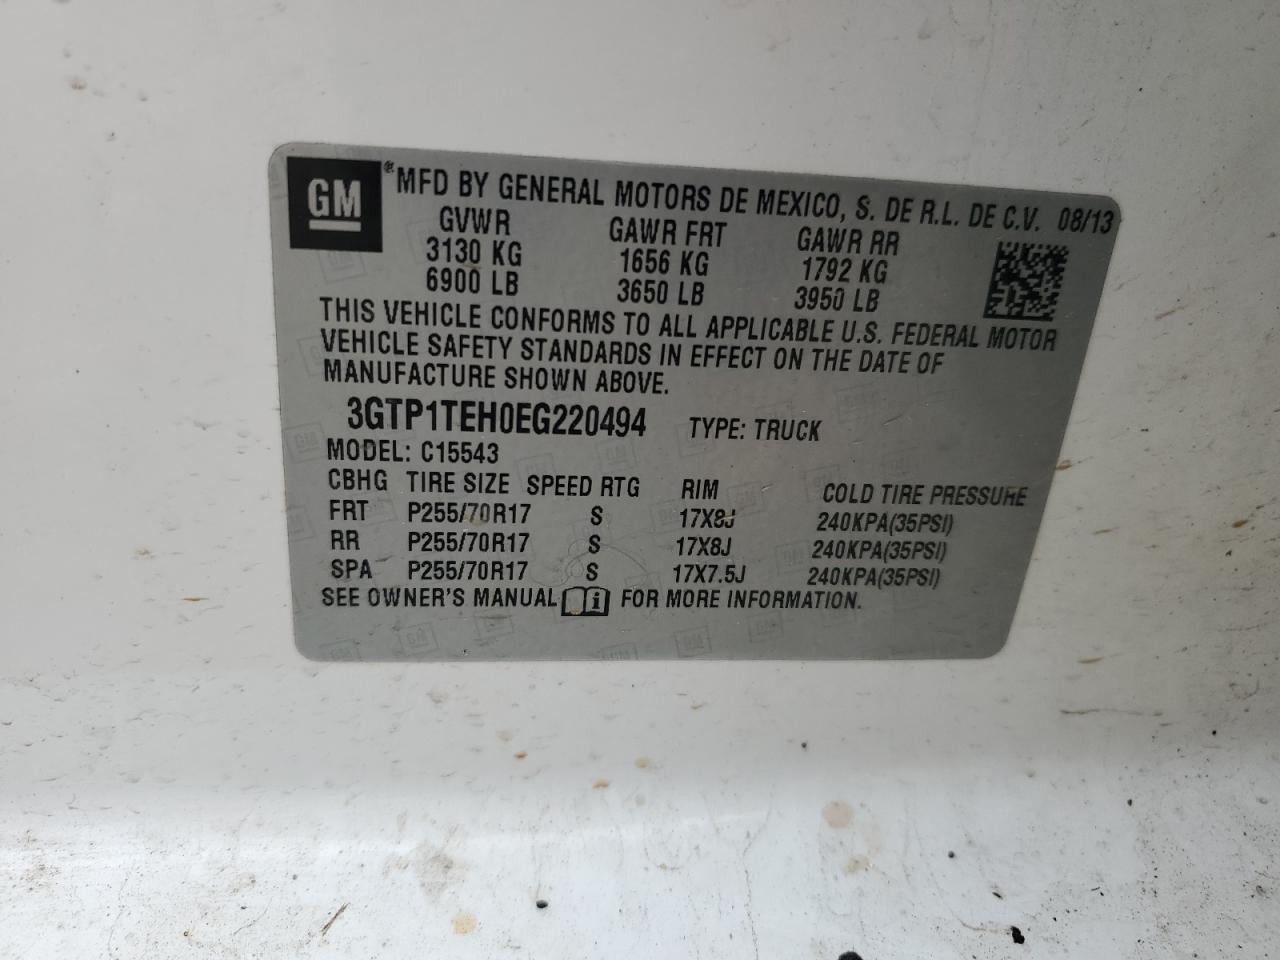 GM
®MFD BY GENERAL MOTORS DE MEXICO, S. DE R.L. DE C.V. 08/13
GVWR GAWR FRT GAWR RR
3130 KG 1656 KG 1792 KG
6900 LB 3650 LB 3950 LB
THIS VEHICLE CONFORMS TO ALL APPLICABLE U.S. FEDERAL MOTOR
VEHICLE SAFETY STANDARDS IN EFFECT ON THE DATE OF
MANUFACTURE SHOWN ABOVE.
3GTP1TEH0EG220494 TYPE: TRUCK
MODEL: C15543
CBHG TIRE SIZE SPEED RTG RIM COLD TIRE PRESSURE
FRT P255/70R17 S 17X8J 240KPA(35PSI)
RR P255/70R17 S 17X8J 240KPA(35PSI)
SPA P255/70R17 S 17X7.5J 240KPA(35PSI)
SEE OWNER'S MANUAL i FOR MORE INFORMATION.